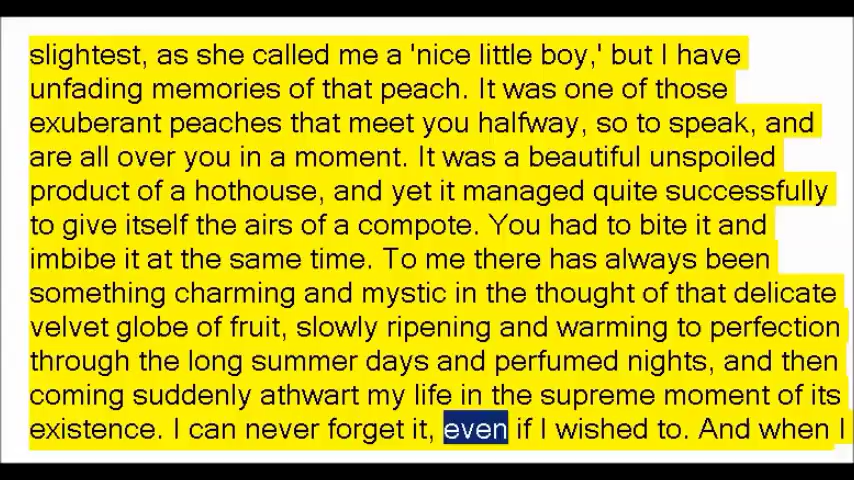 slightest, as she called me a 'nice little boy,' but I have
unfading memories of that peach. It was one of those
exuberant peaches that meet you halfway, so to speak, and
are all over you in a moment. It was a beautiful unspoiled
product of a hothouse, and yet it managed quite successfully
to give itself the airs of a compote. You had to bite it and
imbibe it at the same time. To me there has always been
something charming and mystic in the thought of that delicate
velvet globe of fruit, slowly ripening and warming to perfection
through the long summer days and perfumed nights, and then
coming suddenly athwart my life in the supreme moment of its
existence. I can never forget it, even if I wished to. And when I